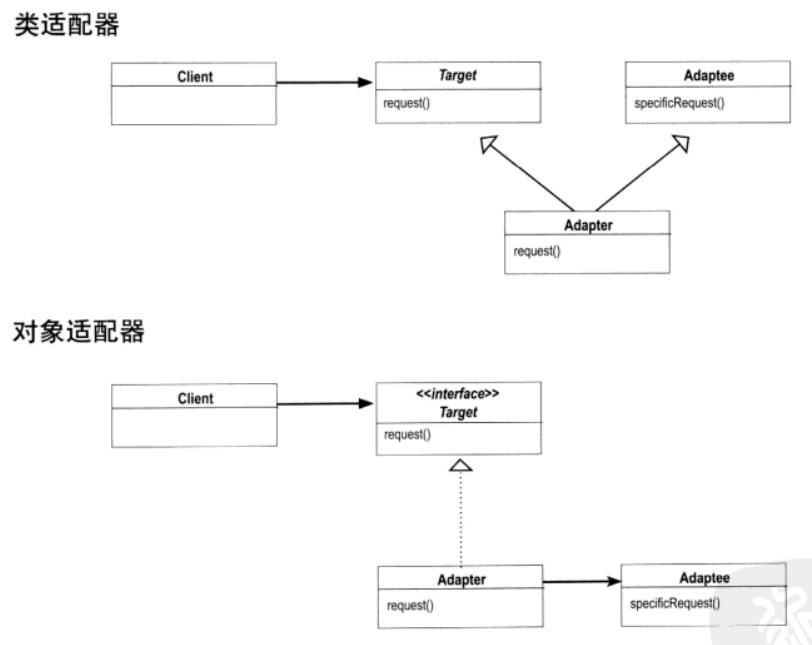 类适配器
Client
Target
Adaptee
request()
specificRequest()
Adapter
request()
对象适配器
Client
<<interface>>
Target
request()
Adapter
Adaptee
request()
specificRequest()